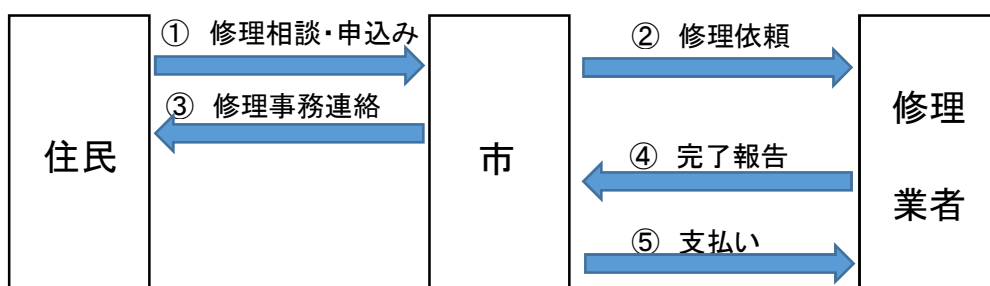 ① 修理相談・申込み
② 修理依頼
③ 修理事務連絡
住民
市
④ 完了報告
修理
業者
⑤ 支払い